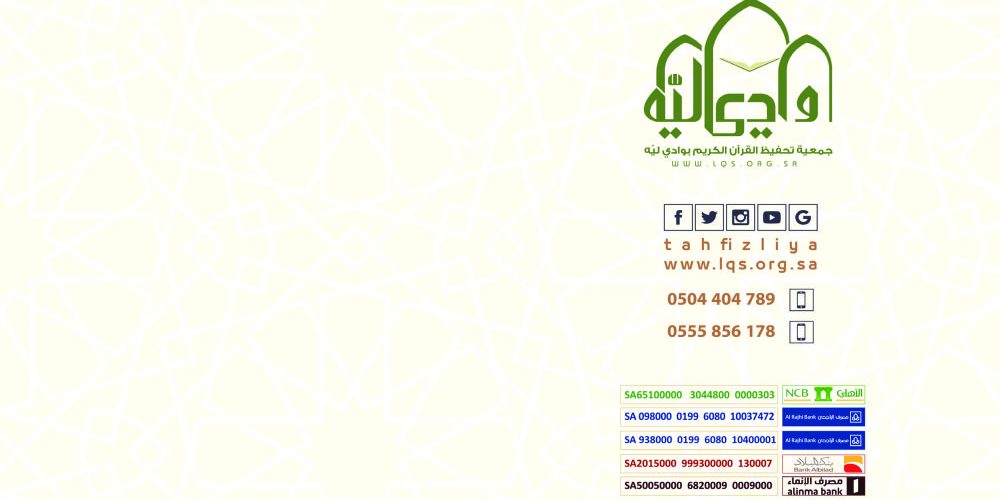 وادي ليّه
جمعية تحفيظ القرآن الكريم بوادي ليّه
WWW.LQS.ORG.SA
tahfizliya
www.lqs.org.sa
0504 404 789
0555 856 178
SA65100000 3044800 0000303 NCB الأهلي
SA 098000 0199 6080 10037472 Al Rajhi Bank مصرف الراجحي
SA 938000 0199 6080 10400001 Al Rajhi Bank مصرف الراجحي
SA2015000 999300000 130007 بنك البلاد Bank Albilad
SA50050000 6820009 0009000 مصرف الإنماء alinma bank